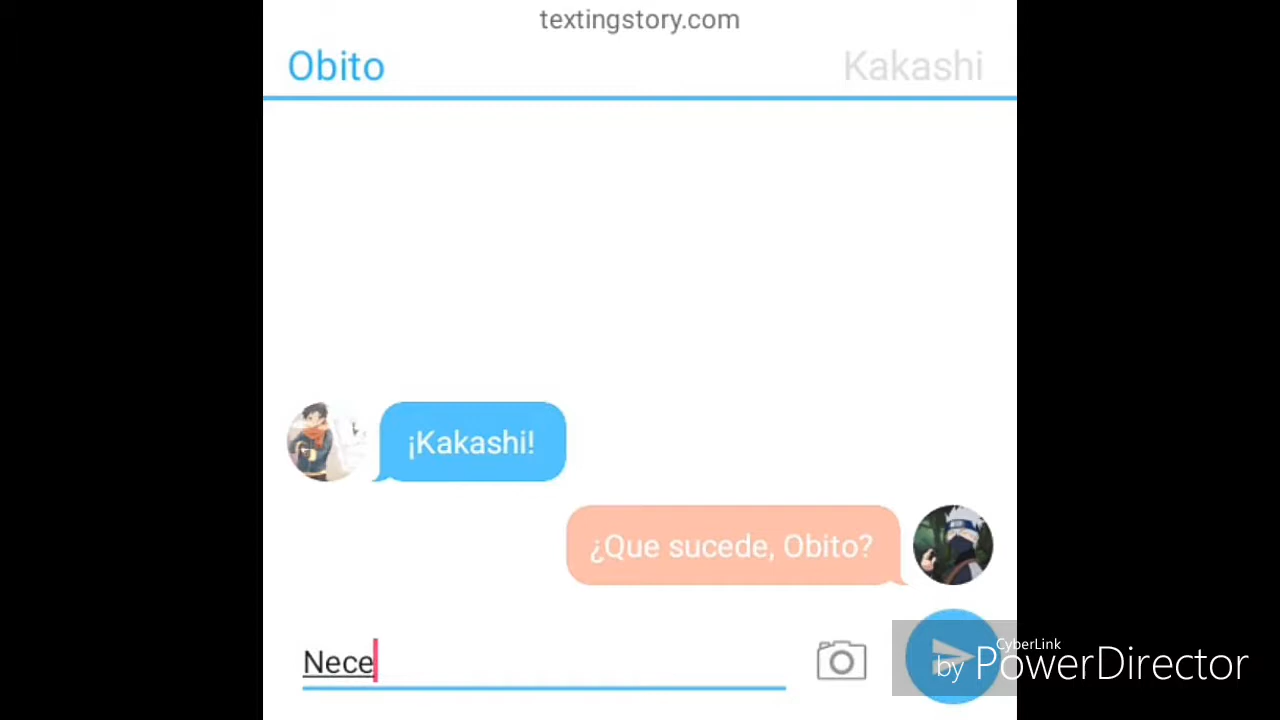 textingstory.com
Obito Kakashi
¡Kakashi!
¿Que sucede, Obito?
Nece
CyberLink
by PowerDirector